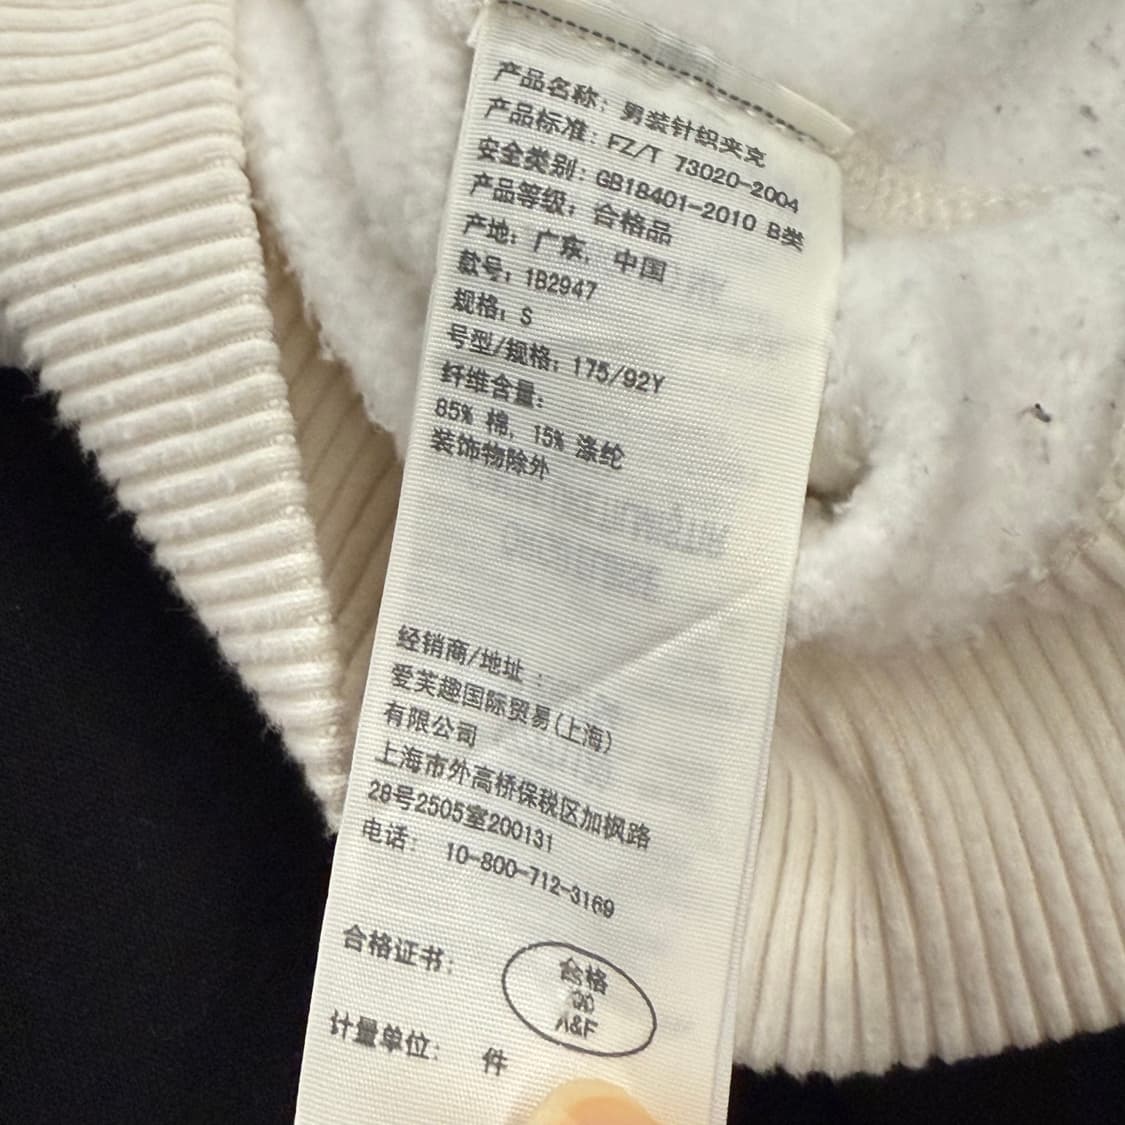 产品名称：男装针织夹克
产品标准：FZ/T 73020-2004
安全类别：GB18401-2010 B类
产品等级：合格品
产地：广东，中国
款号：182947
规格：S
号型/规格：175/92Y
纤维含量：
85% 棉，15% 涤纶
装饰物除外
经销商/地址：
爱芙趣国际贸易(上海)
有限公司
上海市外高桥保税区加枫路
28号2505室200131
电话： 10-800-712-3169
合格证书：
合格
A&F
计量单位： 件